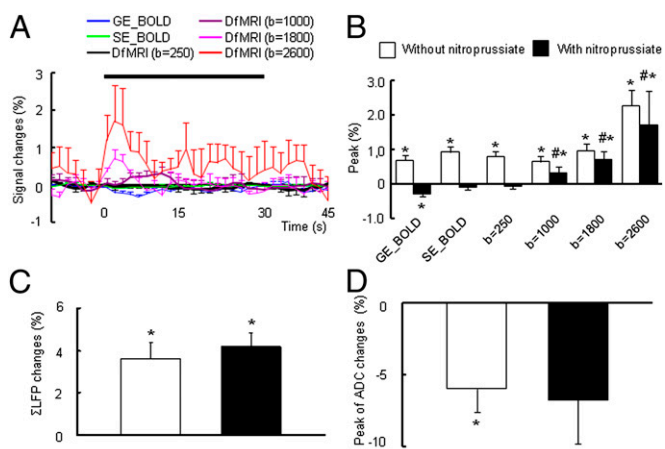 A
GE_BOLD
SE_BOLD
DfMRI (b=250)
DfMRI (b=1000)
DfMRI (b=1800)
DfMRI (b=2600)
Signal changes (%)
3
2
1
0
-1
0
15
30
45
Time (s)
B
Without nitroprussiate
With nitroprussiate
Peak (%)
3.0
2.0
1.0
0
1.0
*
*
*
*
*
#*
*
#*
*
#*
GE_BOLD
SE_BOLD
b=250
b=1000
b=1800
b=2600
C
ΣLFP changes (%)
6
4
2
0
*
*
D
Peak of ADC changes (%)
0
-5
-10
*